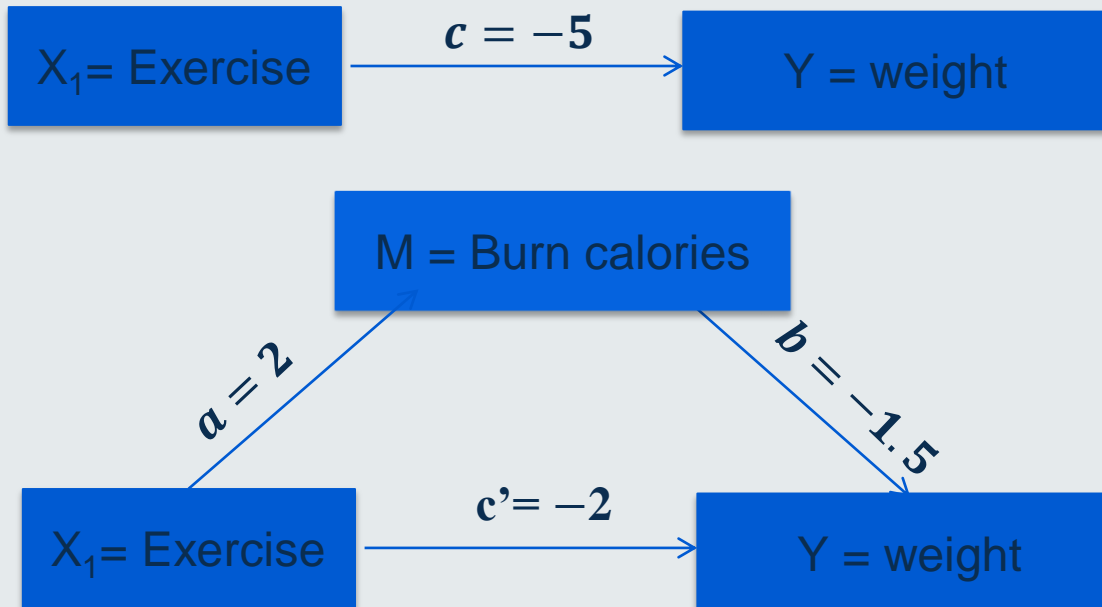 c = −5
X₁= Exercise
Y = weight
M = Burn calories
a = 2
b = −1.5
c’= −2
X₁= Exercise
Y = weight